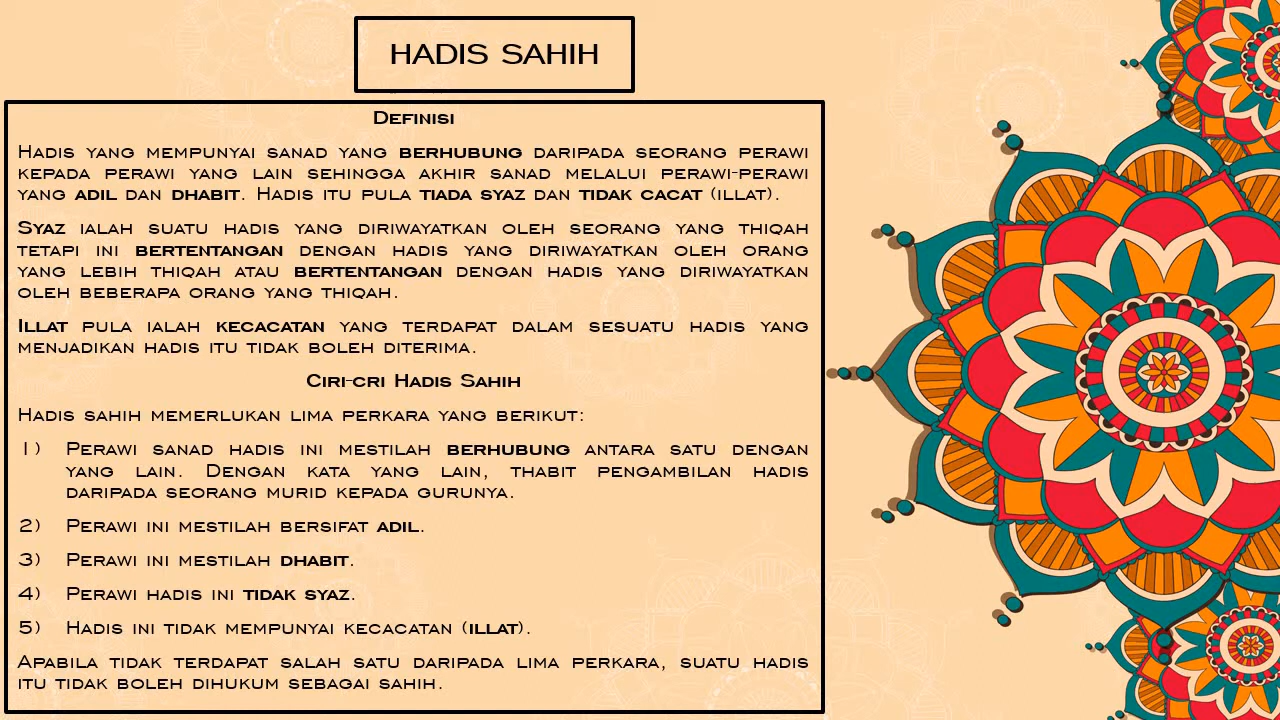 HADIS SAHIH
DEFINISI
HADIS YANG MEMPUNYAI SANAD YANG BERHUBUNG DARIPADA SEORANG PERAWI
KEPADA PERAWI YANG LAIN SEHINGGA AKHIR SANAD MELALUI PERAWI-PERAWI
YANG ADIL DAN DHABIT. HADIS ITU PULA TIADA SYAZ DAN TIDAK CACAT (ILLAT).
SYAZ IALAH SUATU HADIS YANG DIRIWAYATKAN OLEH SEORANG YANG THIQAH
TETAPI INI BERTENTANGAN DENGAN HADIS YANG DIRIWAYATKAN OLEH ORANG
YANG LEBIH THIQAH ATAU BERTENTANGAN DENGAN HADIS YANG DIRIWAYATKAN
OLEH BEBERAPA ORANG YANG THIQAH.
ILLAT PULA IALAH KECACATAN YANG TERDAPAT DALAM SESUATU HADIS YANG
MENJADIKAN HADIS ITU TIDAK BOLEH DITERIMA.
CIRI-CRI HADIS SAHIH
HADIS SAHIH MEMERLUKAN LIMA PERKARA YANG BERIKUT:
1) PERAWI SANAD HADIS INI MESTILAH BERHUBUNG ANTARA SATU DENGAN
YANG LAIN. DENGAN KATA YANG LAIN, THABIT PENGAMBILAN HADIS
DARIPADA SEORANG MURID KEPADA GURUNYA.
2) PERAWI INI MESTILAH BERSIFAT ADIL.
3) PERAWI INI MESTILAH DHABIT.
4) PERAWI HADIS INI TIDAK SYAZ.
5) HADIS INI TIDAK MEMPUNYAI KECACATAN (ILLAT).
APABILA TIDAK TERDAPAT SALAH SATU DARIPADA LIMA PERKARA, SUATU HADIS
ITU TIDAK BOLEH DIHUKUM SEBAGAI SAHIH.